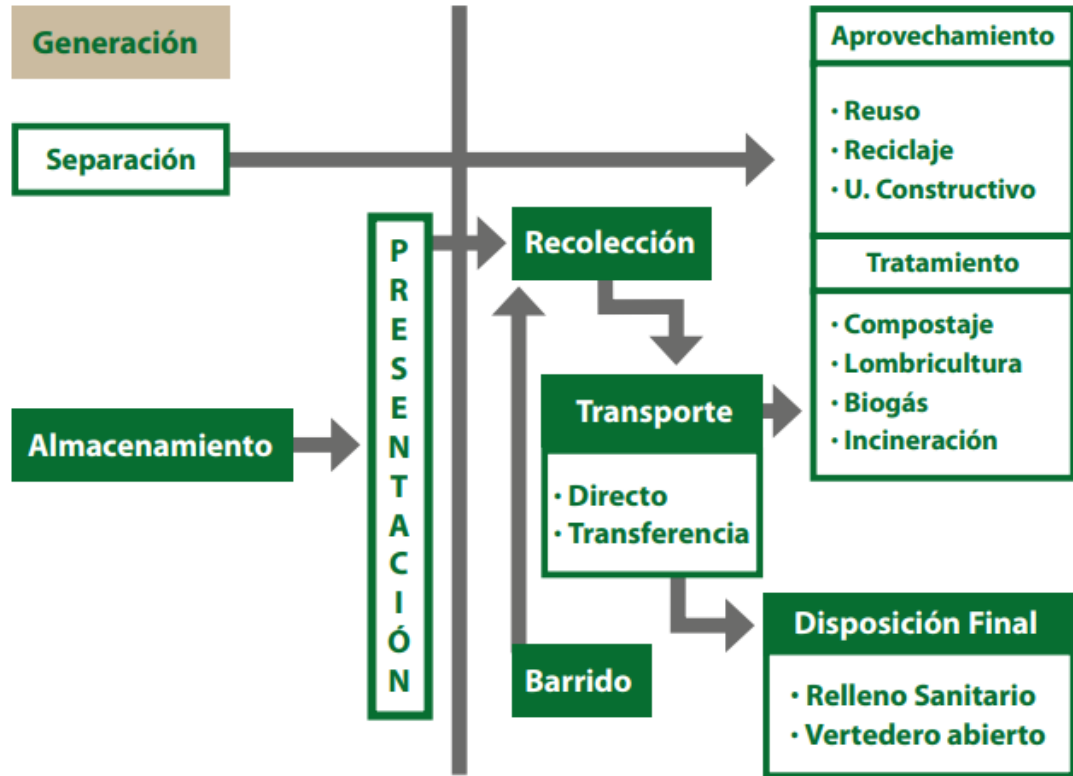 Generación
Separación
Almacenamiento
PRESENTACIÓN
Recolección
Transporte
· Directo
· Transferencia
Barrido
Aprovechamiento
· Reuso
· Reciclaje
· U. Constructivo
Tratamiento
· Compostaje
· Lombricultura
· Biogás
· Incineración
Disposición Final
· Relleno Sanitario
· Vertedero abierto